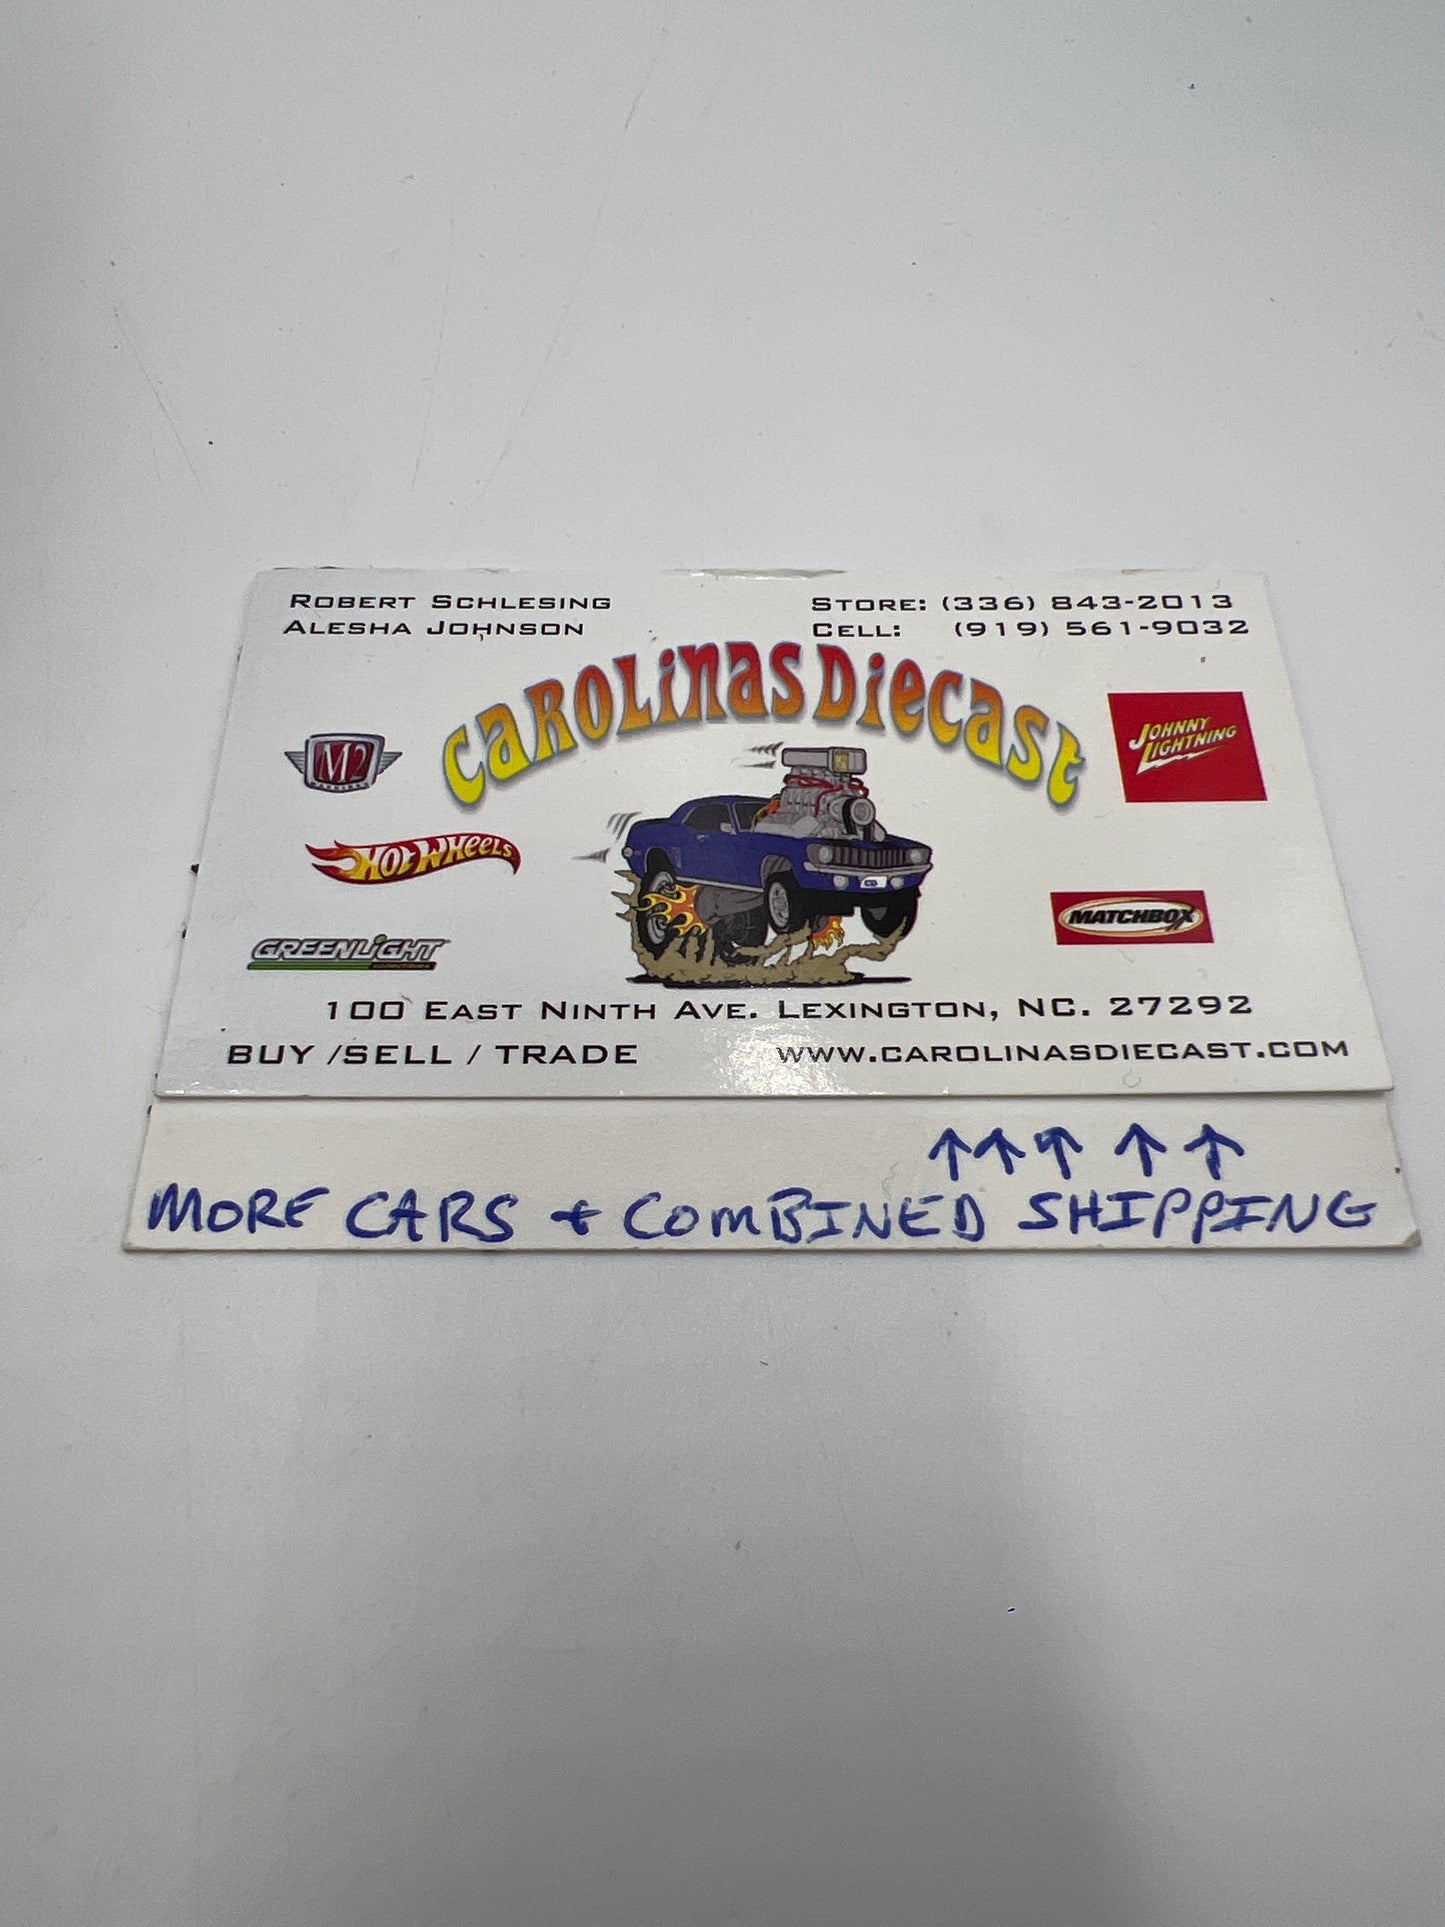 Robert Schlesing
Alesha Johnson
Store: (336) 843-2013
Cell: (919) 561-9032
Carolinas Diecast
M2
Johnny Lightning
Hot Wheels
Matchbox
GreenLight
100 East Ninth Ave. Lexington, NC. 27292
BUY /SELL / TRADE
www.carolinasdiecast.com
↑ ↑ ↑ ↑ ↑
MORE CARS + COMBINED SHIPPING